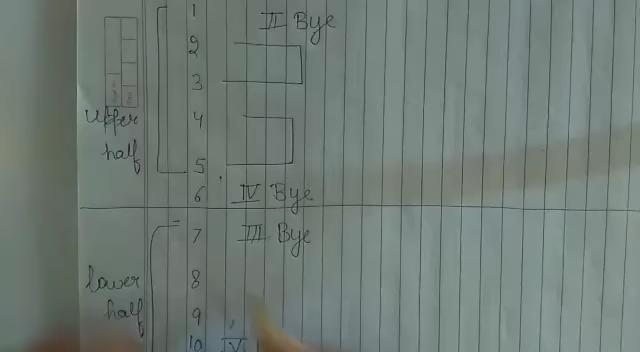 1 II Bye
2
3
Upper
4
half
5
6 IV Bye
7 III Bye
lower
8
half
9
10 IV